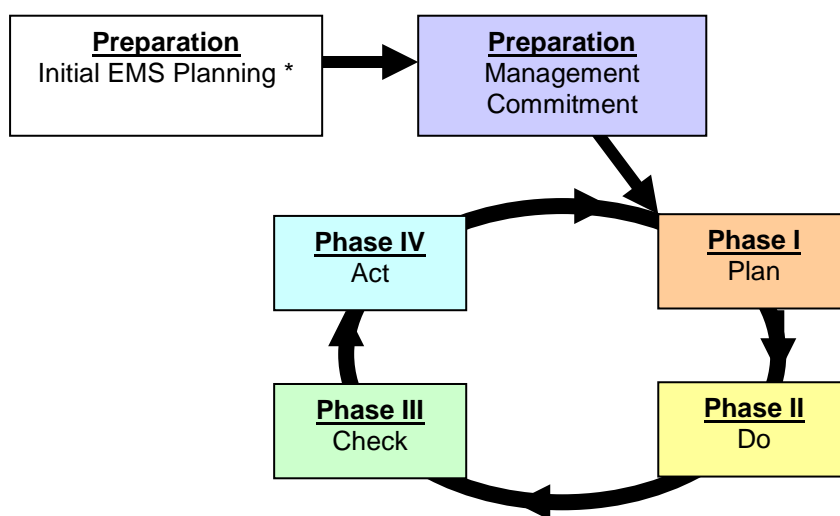 Preparation
Initial EMS Planning *
Preparation
Management
Commitment
Phase IV
Act
Phase I
Plan
Phase III
Check
Phase II
Do